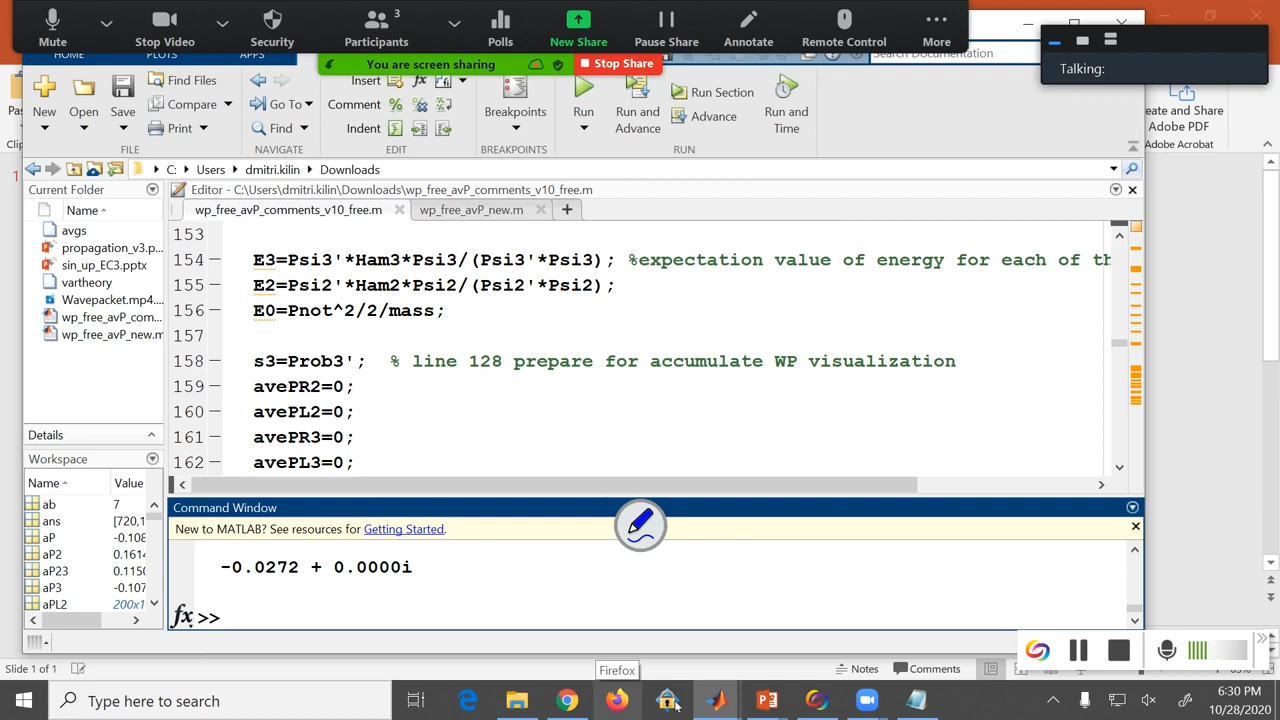 Mute
Stop Video
Security
articipants
3
Polls
New Share
Pause Share
Annotate
Remote Control
More
Talking:
You are screen sharing
Stop Share
HOME
PLOTS
APPS
Search Documentation
New
Open
Save
Find Files
Compare
Print
FILE
Go To
Find
NAVIGATE
Insert
fx
Comment
Indent
EDIT
Breakpoints
BREAKPOINTS
Run
Run and
Advance
Run Section
Advance
Run and
Time
RUN
eate and Share
Adobe PDF
Adobe Acrobat
C:
Users
dmitri.kilin
Downloads
Current Folder
Editor - C:\Users\dmitri.kilin\Downloads\wp_free_avP_comments_v10_free.m
wp_free_avP_comments_v10_free.m
wp_free_avP_new.m
Name
avgs
propagation_v3.p...
sin_up_EC3.pptx
vartheory
Wavepacket.mp4...
wp_free_avP_com...
wp_free_avP_new.m
153
154 — E3=Psi3'*Ham3*Psi3/(Psi3'*Psi3); %expectation value of energy for each of th
155 — E2=Psi2'*Ham2*Psi2/(Psi2'*Psi2);
156 — E0=Pnot^2/2/mass;
157
158 — s3=Prob3'; % line 128 prepare for accumulate WP visualization
159 — avePR2=0;
160 — avePL2=0;
161 — avePR3=0;
162 — avePL3=0;
Details
Workspace
Name
Value
ab 7
ans [720,1
aP -0.108
aP2 0.1614
aP23 0.1150
aP3 -0.107
aPL2 200x1
Command Window
New to MATLAB? See resources for Getting Started.
-0.0272 + 0.0000i
fx >>
Slide 1 of 1
Firefox
Notes
Comments
Type here to search
6:30 PM
10/28/2020